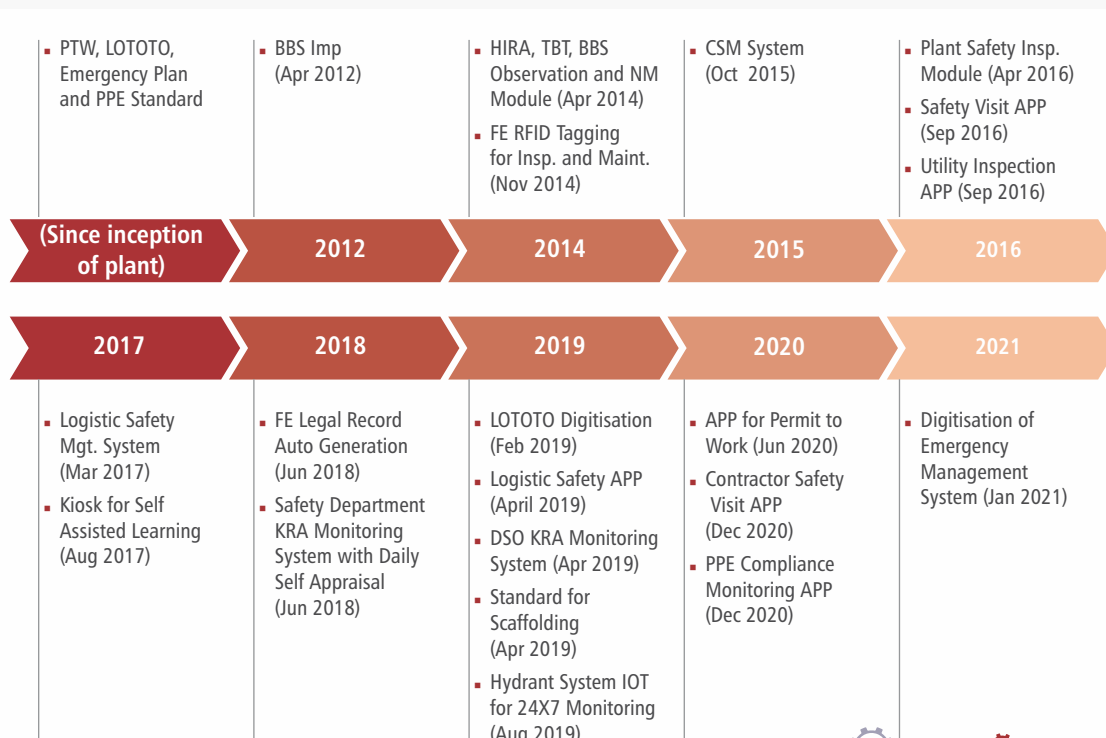 ▪ PTW, LOTOTO,
Emergency Plan
and PPE Standard
▪ BBS Imp
(Apr 2012)
▪ HIRA, TBT, BBS
Observation and NM
Module (Apr 2014)
▪ FE RFID Tagging
for Insp. and Maint.
(Nov 2014)
▪ CSM System
(Oct 2015)
▪ Plant Safety Insp.
Module (Apr 2016)
▪ Safety Visit APP
(Sep 2016)
▪ Utility Inspection
APP (Sep 2016)
(Since inception
of plant)
2012
2014
2015
2016
2017
2018
2019
2020
2021
▪ Logistic Safety
Mgt. System
(Mar 2017)
▪ Kiosk for Self
Assisted Learning
(Aug 2017)
▪ FE Legal Record
Auto Generation
(Jun 2018)
▪ Safety Department
KRA Monitoring
System with Daily
Self Appraisal
(Jun 2018)
▪ LOTOTO Digitisation
(Feb 2019)
▪ Logistic Safety APP
(April 2019)
▪ DSO KRA Monitoring
System (Apr 2019)
▪ Standard for
Scaffolding
(Apr 2019)
▪ Hydrant System IOT
for 24X7 Monitoring
(Aug 2019)
▪ APP for Permit to
Work (Jun 2020)
▪ Contractor Safety
Visit APP
(Dec 2020)
▪ PPE Compliance
Monitoring APP
(Dec 2020)
▪ Digitisation of
Emergency
Management
System (Jan 2021)